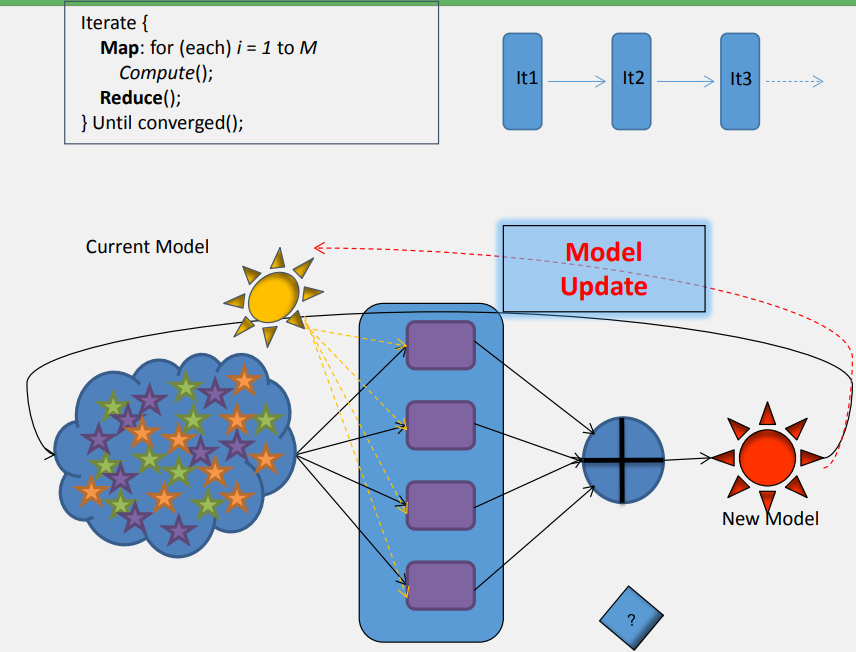 Iterate {
Map: for (each) i = 1 to M
Compute();
Reduce();
} Until converged();
It1 It2 It3
Model
Update
Current Model
New Model
?